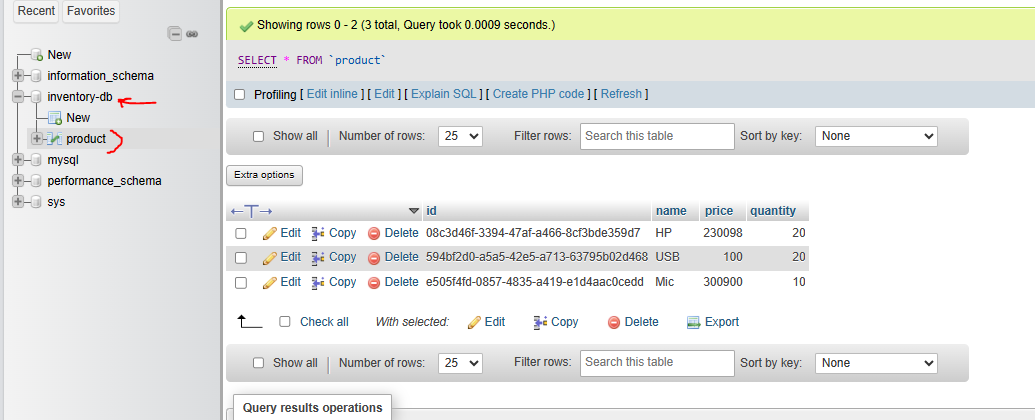 Recent Favorites
New
information_schema
inventory-db
New
product
mysql
performance_schema
sys
Showing rows 0 - 2 (3 total, Query took 0.0009 seconds.)
SELECT * FROM `product`
Profiling [ Edit inline ] [ Edit ] [ Explain SQL ] [ Create PHP code ] [ Refresh ]
Show all Number of rows: 25 Filter rows: Search this table Sort by key: None
Extra options
←T→ id name price quantity
Edit Copy Delete 08c3d46f-3394-47af-a466-8cf3bde359d7 HP 230098 20
Edit Copy Delete 594bf2d0-a5a5-42e5-a713-63795b02d468 USB 100 20
Edit Copy Delete e505f4fd-0857-4835-a419-e1d4aac0cedd Mic 300900 10
Check all With selected: Edit Copy Delete Export
Show all Number of rows: 25 Filter rows: Search this table Sort by key: None
Query results operations